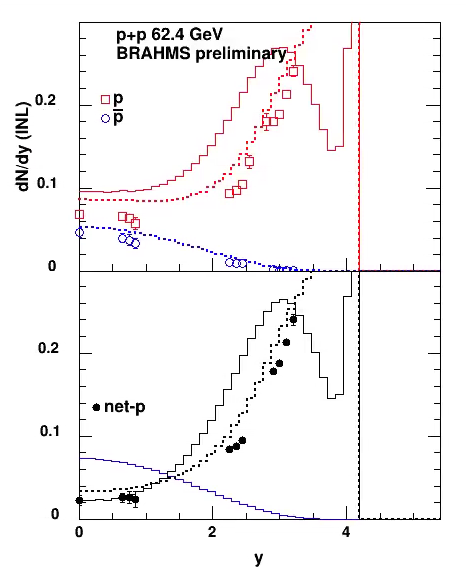 p+p 62.4 GeV
BRAHMS preliminary
dN/dy (INL)
0.2
p
p̅
0.1
0
0.2
net-p
0.1
0
0 2 4
y